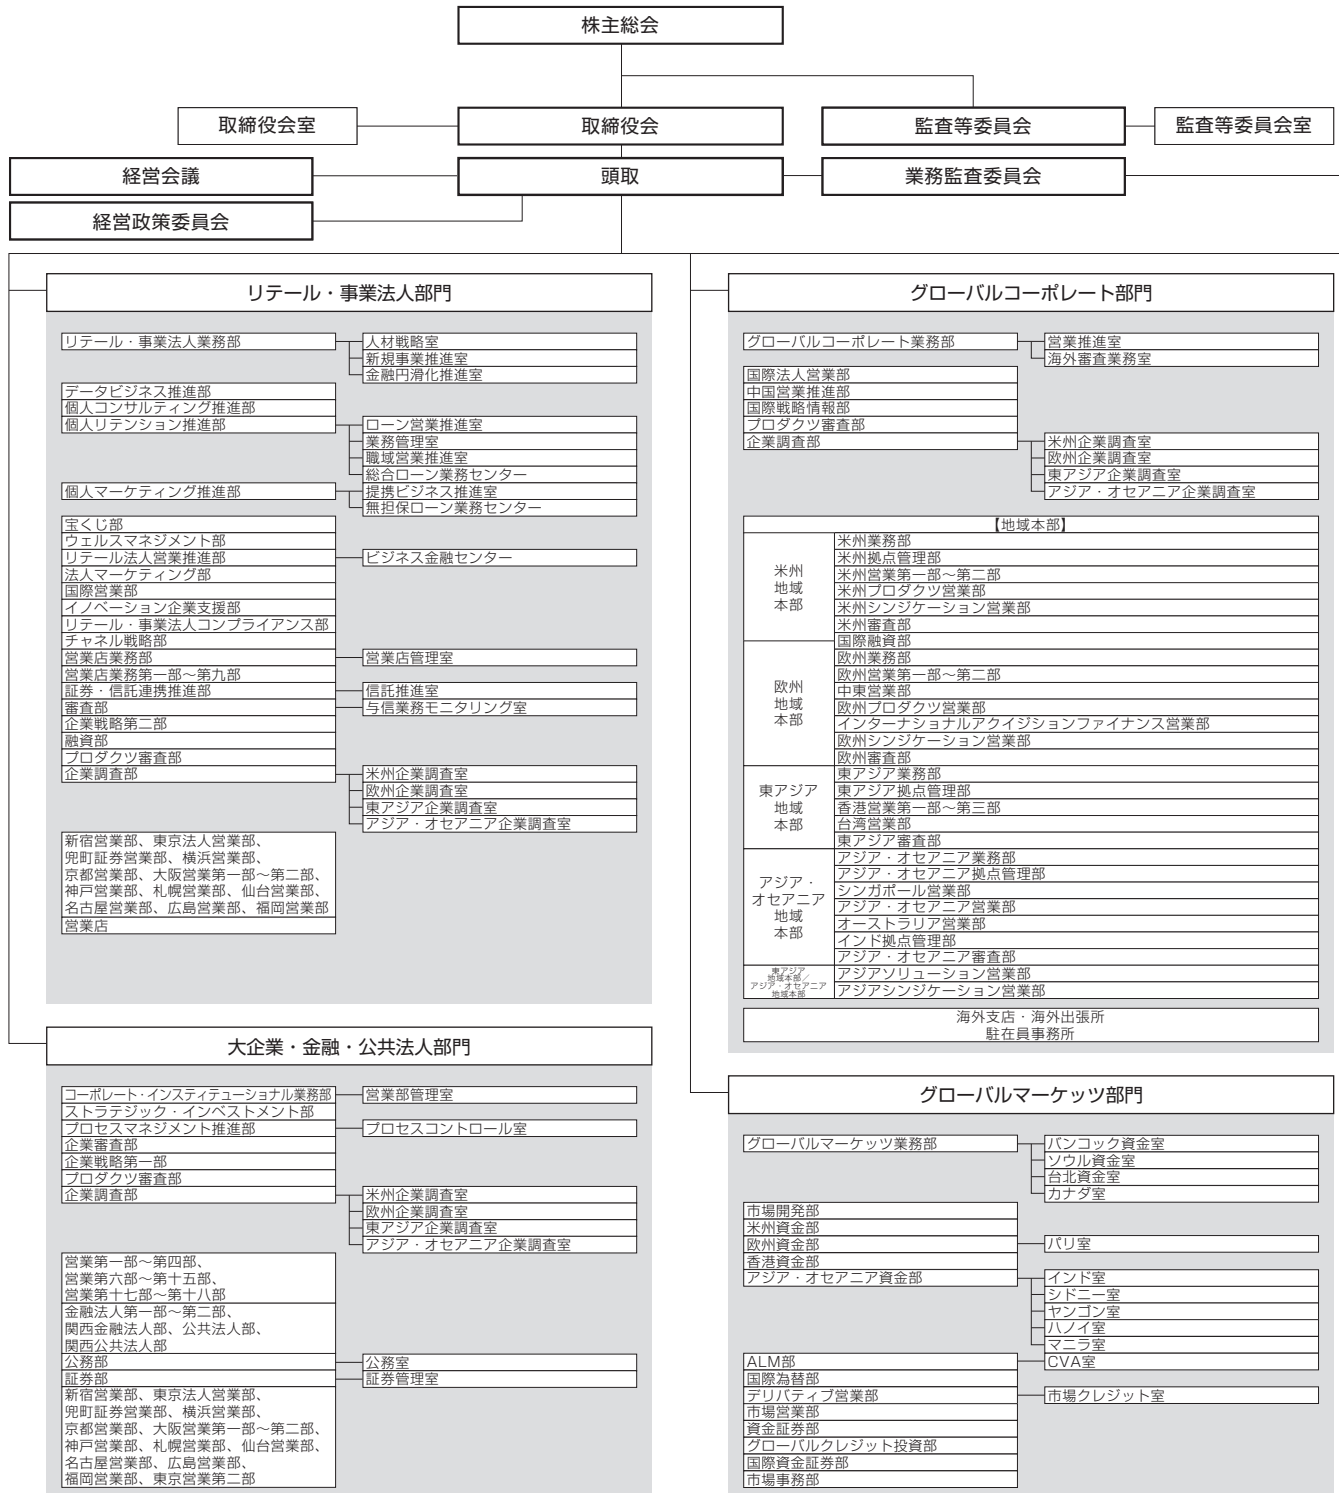 株主総会
取締役会室
取締役会
監査等委員会
監査等委員会室
経営会議
頭取
業務監査委員会
経営政策委員会
リテール・事業法人部門
リテール・事業法人業務部
人材戦略室
新規事業推進室
金融円滑化推進室
データビジネス推進部
個人コンサルティング推進部
個人リテンション推進部
ローン営業推進室
業務管理室
職域営業推進室
総合ローン業務センター
個人マーケティング推進部
提携ビジネス推進室
無担保ローン業務センター
宝くじ部
ウェルスマネジメント部
リテール法人営業推進部
ビジネス金融センター
法人マーケティング部
国際営業部
イノベーション企業支援部
リテール・事業法人コンプライアンス部
チャネル戦略部
営業店業務部
営業店管理室
営業店業務第一部～第九部
証券・信託連携推進部
信託推進室
審査部
与信業務モニタリング室
企業戦略第二部
融資部
プロダクツ審査部
企業調査部
米州企業調査室
欧州企業調査室
東アジア企業調査室
アジア・オセアニア企業調査室
新宿営業部、東京法人営業部、
兜町証券営業部、横浜営業部、
京都営業部、大阪営業第一部～第二部、
神戸営業部、札幌営業部、仙台営業部、
名古屋営業部、広島営業部、福岡営業部
営業店
大企業・金融・公共法人部門
コーポレート・インスティテューショナル業務部
営業部管理室
ストラテジック・インベストメント部
プロセスマネジメント推進部
プロセスコントロール室
企業審査部
企業戦略第一部
プロダクツ審査部
企業調査部
米州企業調査室
欧州企業調査室
東アジア企業調査室
アジア・オセアニア企業調査室
営業第一部～第四部、
営業第六部～第十五部、
営業第十七部～第十八部
金融法人第一部～第二部、
関西金融法人部、公共法人部、
関西公共法人部
公務部
公務室
証券部
証券管理室
新宿営業部、東京法人営業部、
兜町証券営業部、横浜営業部、
京都営業部、大阪営業第一部～第二部、
神戸営業部、札幌営業部、仙台営業部、
名古屋営業部、広島営業部、
福岡営業部、東京営業第二部
グローバルコーポレート部門
グローバルコーポレート業務部
営業推進室
海外審査業務室
国際法人営業部
中国営業推進部
国際戦略情報部
プロダクツ審査部
企業調査部
米州企業調査室
欧州企業調査室
東アジア企業調査室
アジア・オセアニア企業調査室
【地域本部】
米州
地域
本部
米州業務部
米州拠点管理部
米州営業第一部～第二部
米州プロダクツ営業部
米州シンジケーション営業部
米州審査部
欧州
地域
本部
国際融資部
欧州業務部
欧州営業第一部～第二部
中東営業部
欧州プロダクツ営業部
インターナショナルアクイジションファイナンス営業部
欧州シンジケーション営業部
欧州審査部
東アジア
地域
本部
東アジア業務部
東アジア拠点管理部
香港営業第一部～第三部
台湾営業部
東アジア審査部
アジア・
オセアニア
地域
本部
アジア・オセアニア業務部
アジア・オセアニア拠点管理部
シンガポール営業部
アジア・オセアニア営業部
オーストラリア営業部
インド拠点管理部
アジア・オセアニア審査部
東アジア
地域本部／
アジア・オセアニア
地域本部
アジアソリューション営業部
アジアシンジケーション営業部
海外支店・海外出張所
駐在員事務所
グローバルマーケッツ部門
グローバルマーケッツ業務部
バンコック資金室
ソウル資金室
台北資金室
カナダ室
市場開発部
米州資金部
欧州資金部
パリ室
香港資金部
アジア・オセアニア資金部
インド室
シドニー室
ヤンゴン室
ハノイ室
マニラ室
ALM部
CVA室
国際為替部
デリバティブ営業部
市場クレジット室
市場営業部
資金証券部
グローバルクレジット投資部
国際資金証券部
市場事務部